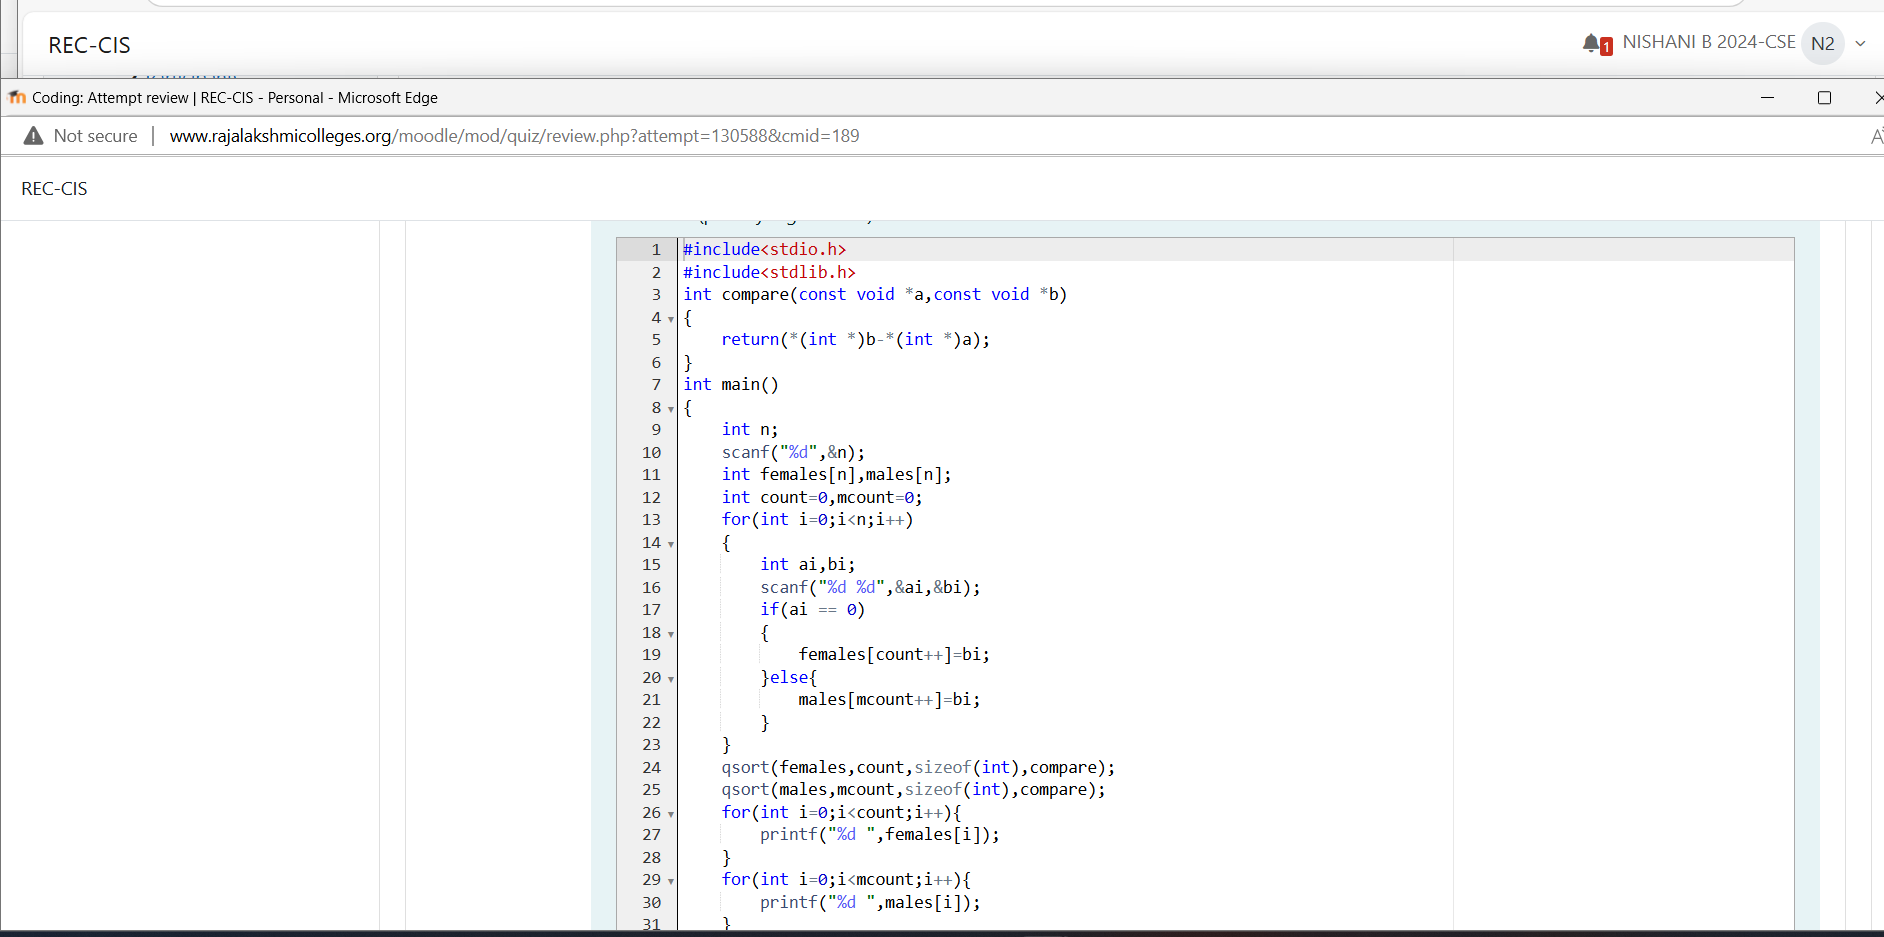 REC-CIS
1 NISHANI B 2024-CSE N2
Coding: Attempt review | REC-CIS - Personal - Microsoft Edge
Not secure | www.rajalakshmicolleges.org/moodle/mod/quiz/review.php?attempt=130588&cmid=189
REC-CIS
1 #include<stdio.h>
2 #include<stdlib.h>
3 int compare(const void *a,const void *b)
4 {
5     return(*(int *)b-*(int *)a);
6 }
7 int main()
8 {
9     int n;
10     scanf("%d",&n);
11     int females[n],males[n];
12     int count=0,mcount=0;
13     for(int i=0;i<n;i++)
14     {
15         int ai,bi;
16         scanf("%d %d",&ai,&bi);
17         if(ai == 0)
18         {
19             females[count++]=bi;
20         }else{
21             males[mcount++]=bi;
22         }
23     }
24     qsort(females,count,sizeof(int),compare);
25     qsort(males,mcount,sizeof(int),compare);
26     for(int i=0;i<count;i++){
27         printf("%d ",females[i]);
28     }
29     for(int i=0;i<mcount;i++){
30         printf("%d ",males[i]);
31     }